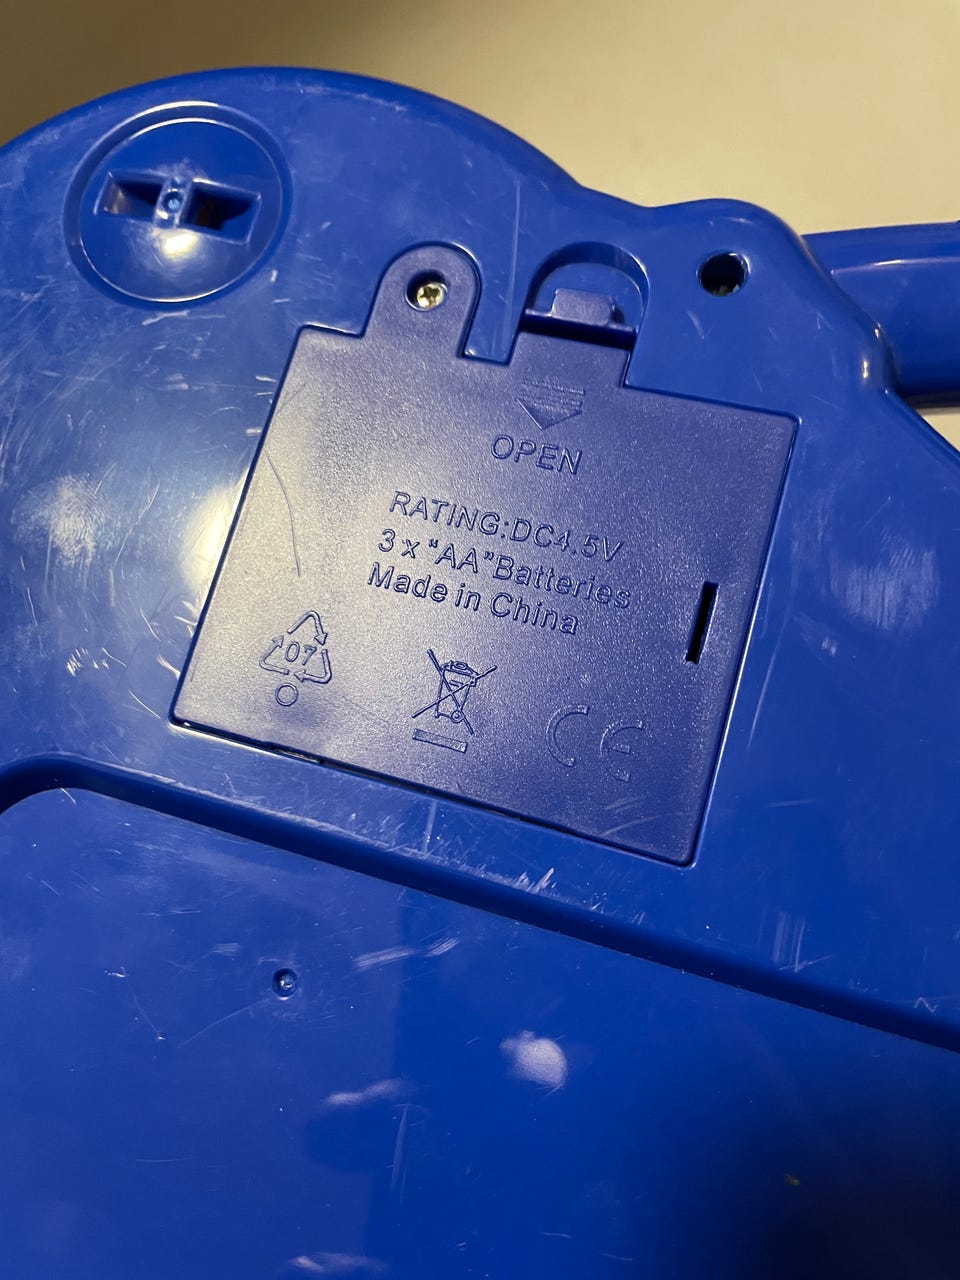 OPEN
RATING:DC4.5V
3 x "AA"Batteries
Made in China
07
CE